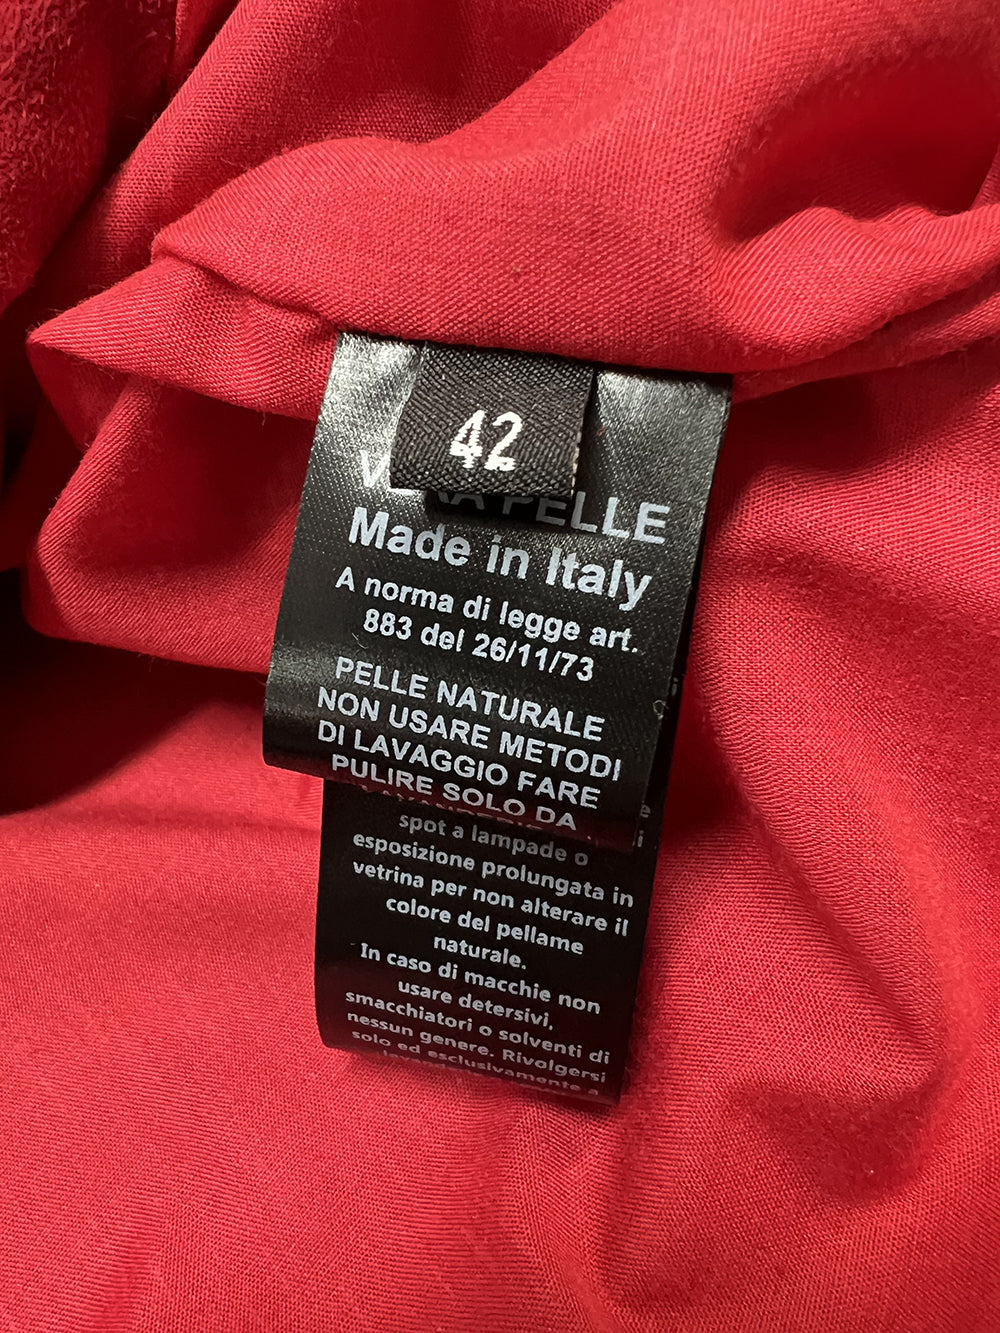 42
VERA PELLE
Made in Italy
A norma di legge art.
883 del 26/11/73
PELLE NATURALE
NON USARE METODI
DI LAVAGGIO FARE
PULIRE SOLO DA
spot a lampade o
esposizione prolungata in
vetrina per non alterare il
colore del pellame
naturale.
In caso di macchie non
usare detersivi,
smacchiatori o solventi di
nessun genere. Rivolgersi
solo ed esclusivamente a